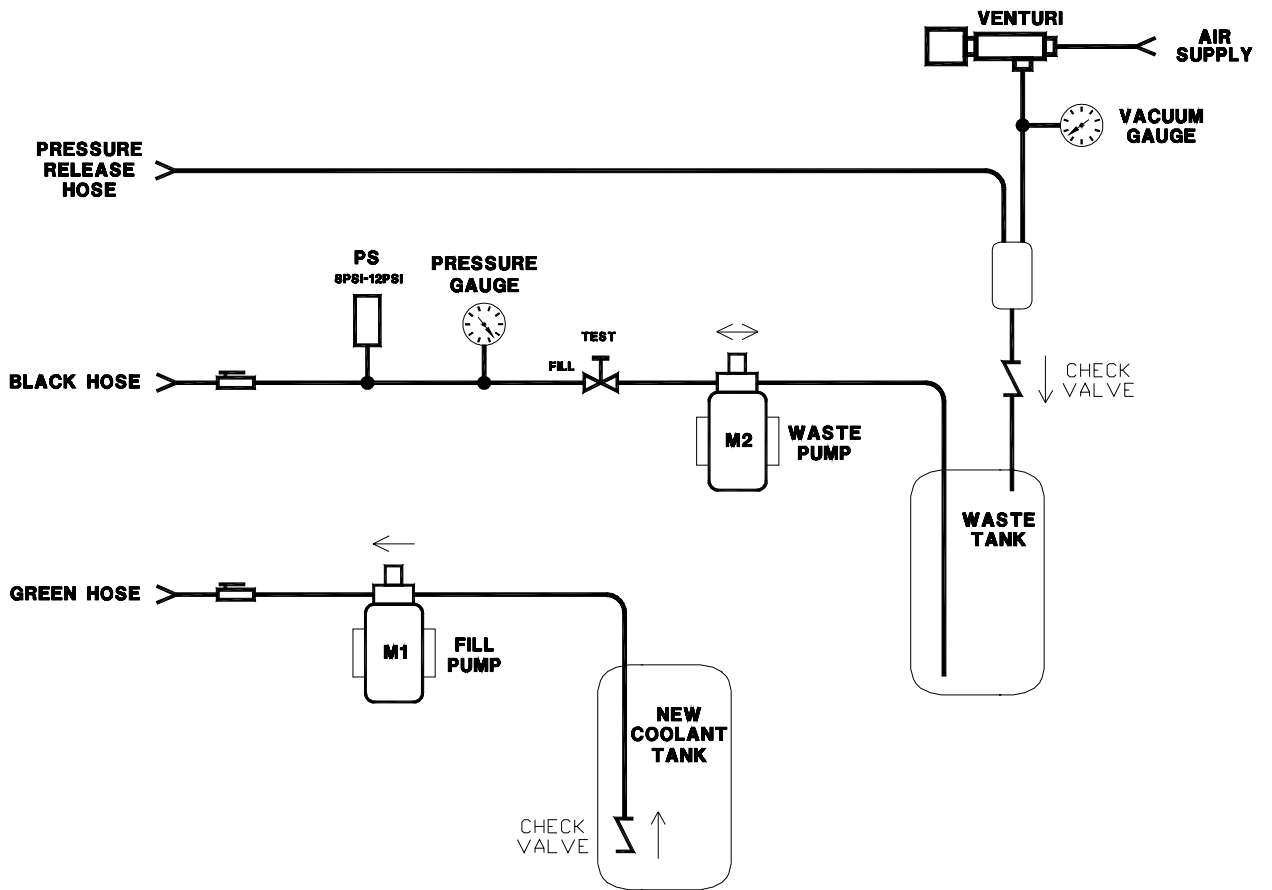 VENTURI
AIR
SUPPLY
VACUUM
GAUGE
PRESSURE
RELEASE
HOSE
PS
8PSI-12PSI
PRESSURE
GAUGE
TEST
FILL
BLACK HOSE
CHECK
VALVE
M2
WASTE
PUMP
WASTE
TANK
GREEN HOSE
M1
FILL
PUMP
NEW
COOLANT
TANK
CHECK
VALVE